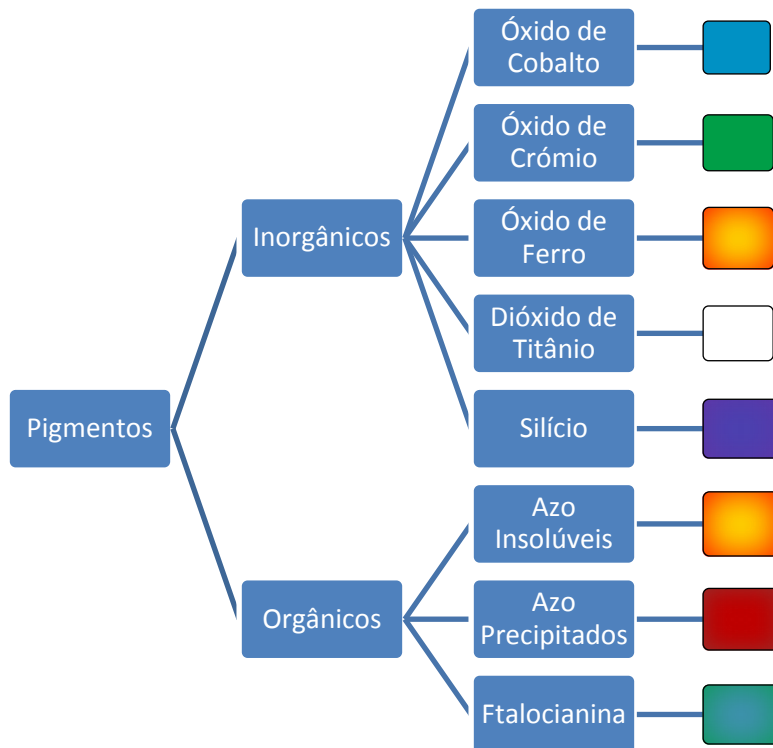 Pigmentos
Inorgânicos
Óxido de
Cobalto
Óxido de
Crómio
Óxido de
Ferro
Dióxido de
Titânio
Silício
Orgânicos
Azo
Insolúveis
Azo
Precipitados
Ftalocianina